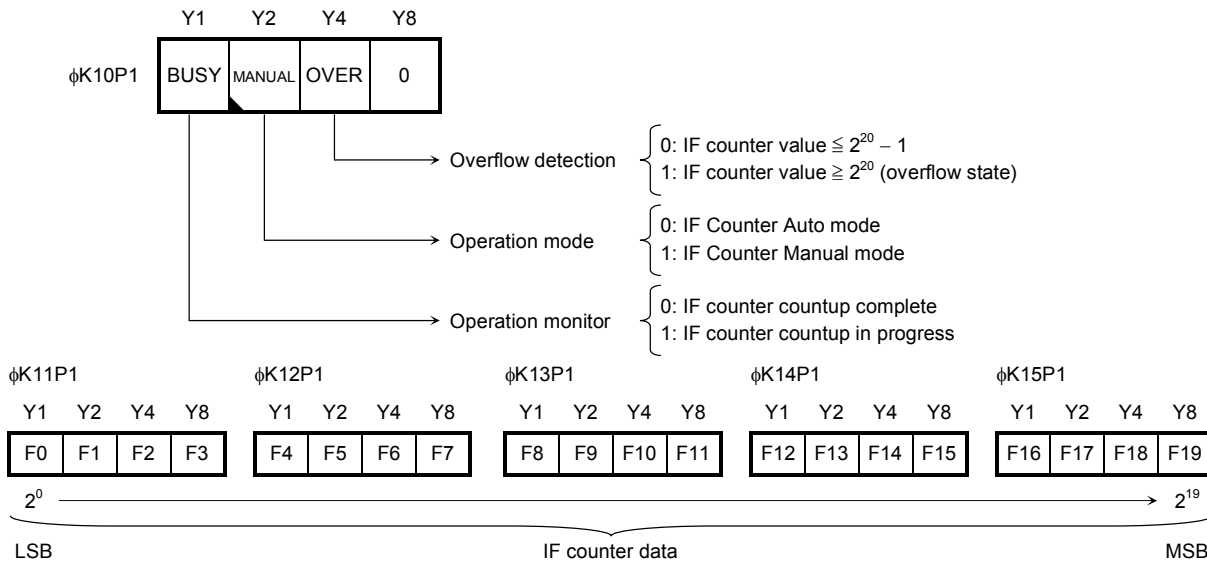 Y1 Y2 Y4 Y8
ϕK10P1 BUSY MANUAL OVER 0
Overflow detection
0: IF counter value ≦ 2²⁰ − 1
1: IF counter value ≧ 2²⁰ (overflow state)
Operation mode
0: IF Counter Auto mode
1: IF Counter Manual mode
Operation monitor
0: IF counter countup complete
1: IF counter countup in progress
ϕK11P1 ϕK12P1 ϕK13P1 ϕK14P1 ϕK15P1
Y1 Y2 Y4 Y8 Y1 Y2 Y4 Y8 Y1 Y2 Y4 Y8 Y1 Y2 Y4 Y8 Y1 Y2 Y4 Y8
F0 F1 F2 F3 F4 F5 F6 F7 F8 F9 F10 F11 F12 F13 F14 F15 F16 F17 F18 F19
2⁰ 2¹⁹
LSB IF counter data MSB